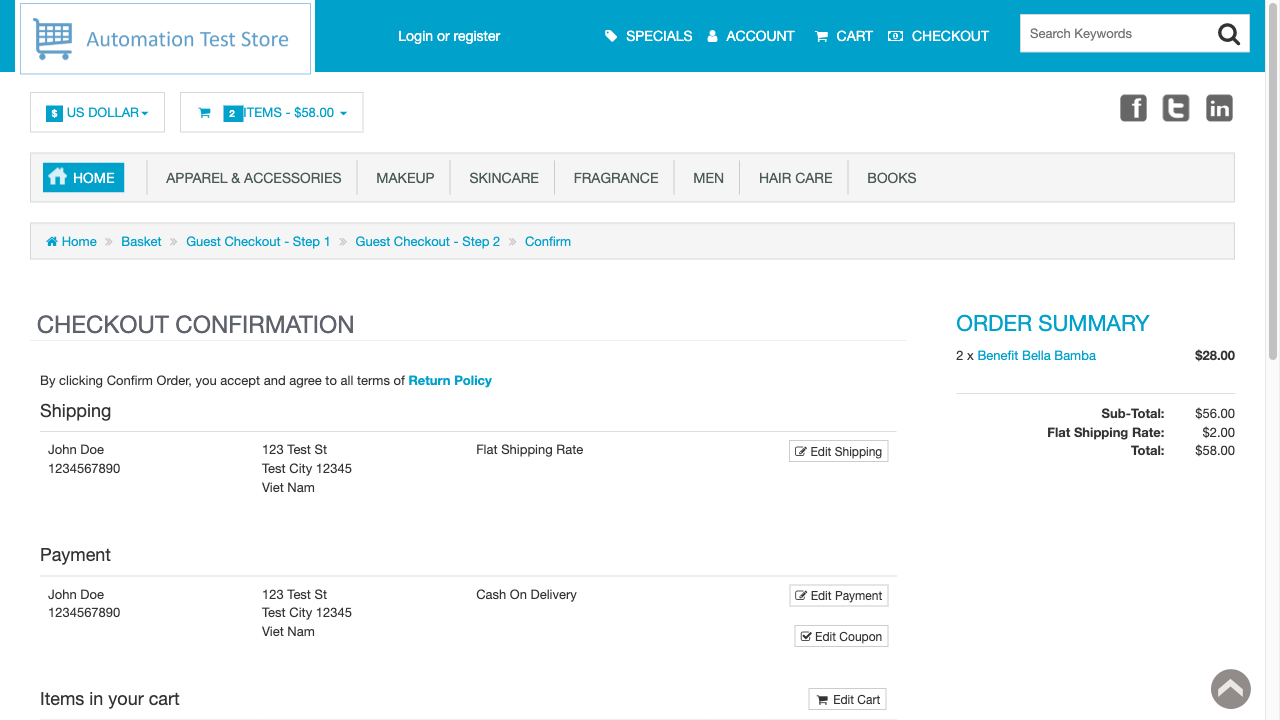 Automation Test Store
Login or register
SPECIALS ACCOUNT CART CHECKOUT
Search Keywords
$ US DOLLAR
2 ITEMS - $58.00
HOME APPAREL & ACCESSORIES MAKEUP SKINCARE FRAGRANCE MEN HAIR CARE BOOKS
Home » Basket » Guest Checkout - Step 1 » Guest Checkout - Step 2 » Confirm
CHECKOUT CONFIRMATION
By clicking Confirm Order, you accept and agree to all terms of Return Policy
Shipping
John Doe
1234567890
123 Test St
Test City 12345
Viet Nam
Flat Shipping Rate
Edit Shipping
Payment
John Doe
1234567890
123 Test St
Test City 12345
Viet Nam
Cash On Delivery
Edit Payment
Edit Coupon
Items in your cart
Edit Cart
ORDER SUMMARY
2 x Benefit Bella Bamba $28.00
Sub-Total: $56.00
Flat Shipping Rate: $2.00
Total: $58.00